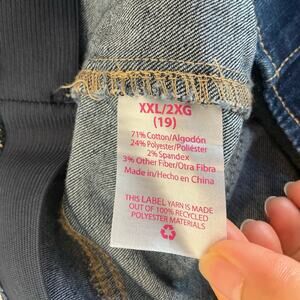 XXL/2XG
(19)
71% Cotton/Algodón
24% Polyester/Poliéster
2% Spandex
3% Other Fiber/Otra Fibra
Made in/Hecho en China
THIS LABEL YARN IS MADE
OUT OF 100% RECYCLED
POLYESTER MATERIALS